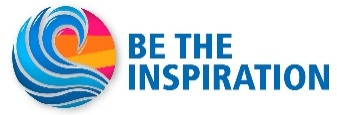 BE THE
INSPIRATION